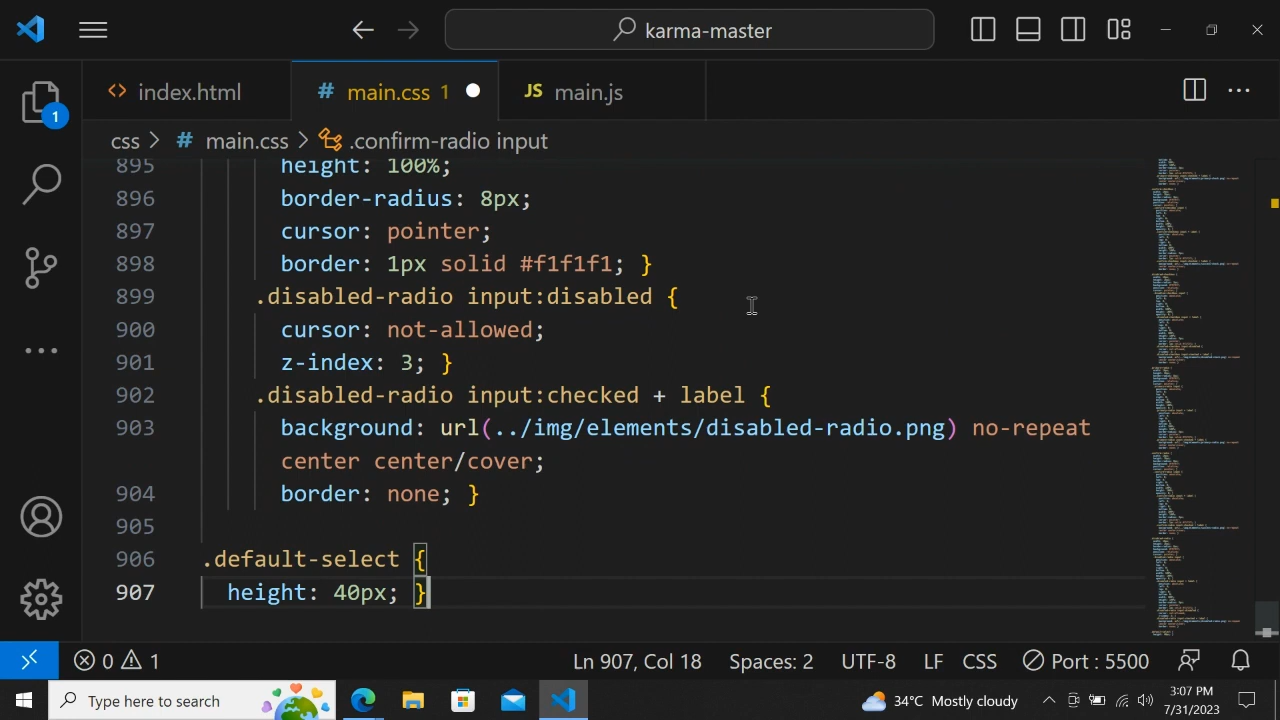 karma-master
index.html
main.css 1
JS main.js
1
css > # main.css > .confirm-radio input
895 height: 100%;
896 border-radius: 8px;
897 cursor: pointer;
898 border: 1px solid #f1f1f1; }
899 .disabled-radio input:disabled {
900 cursor: not-allowed;
901 z-index: 3; }
902 .disabled-radio input:checked + label {
903 background: url(../img/elements/disabled-radio.png) no-repeat
center center/cover;
904 border: none; }
905
906 .default-select {
907 height: 40px; }
0 1 Ln 907, Col 18 Spaces: 2 UTF-8 LF CSS Port : 5500
Type here to search 34°C Mostly cloudy 3:07 PM
7/31/2023